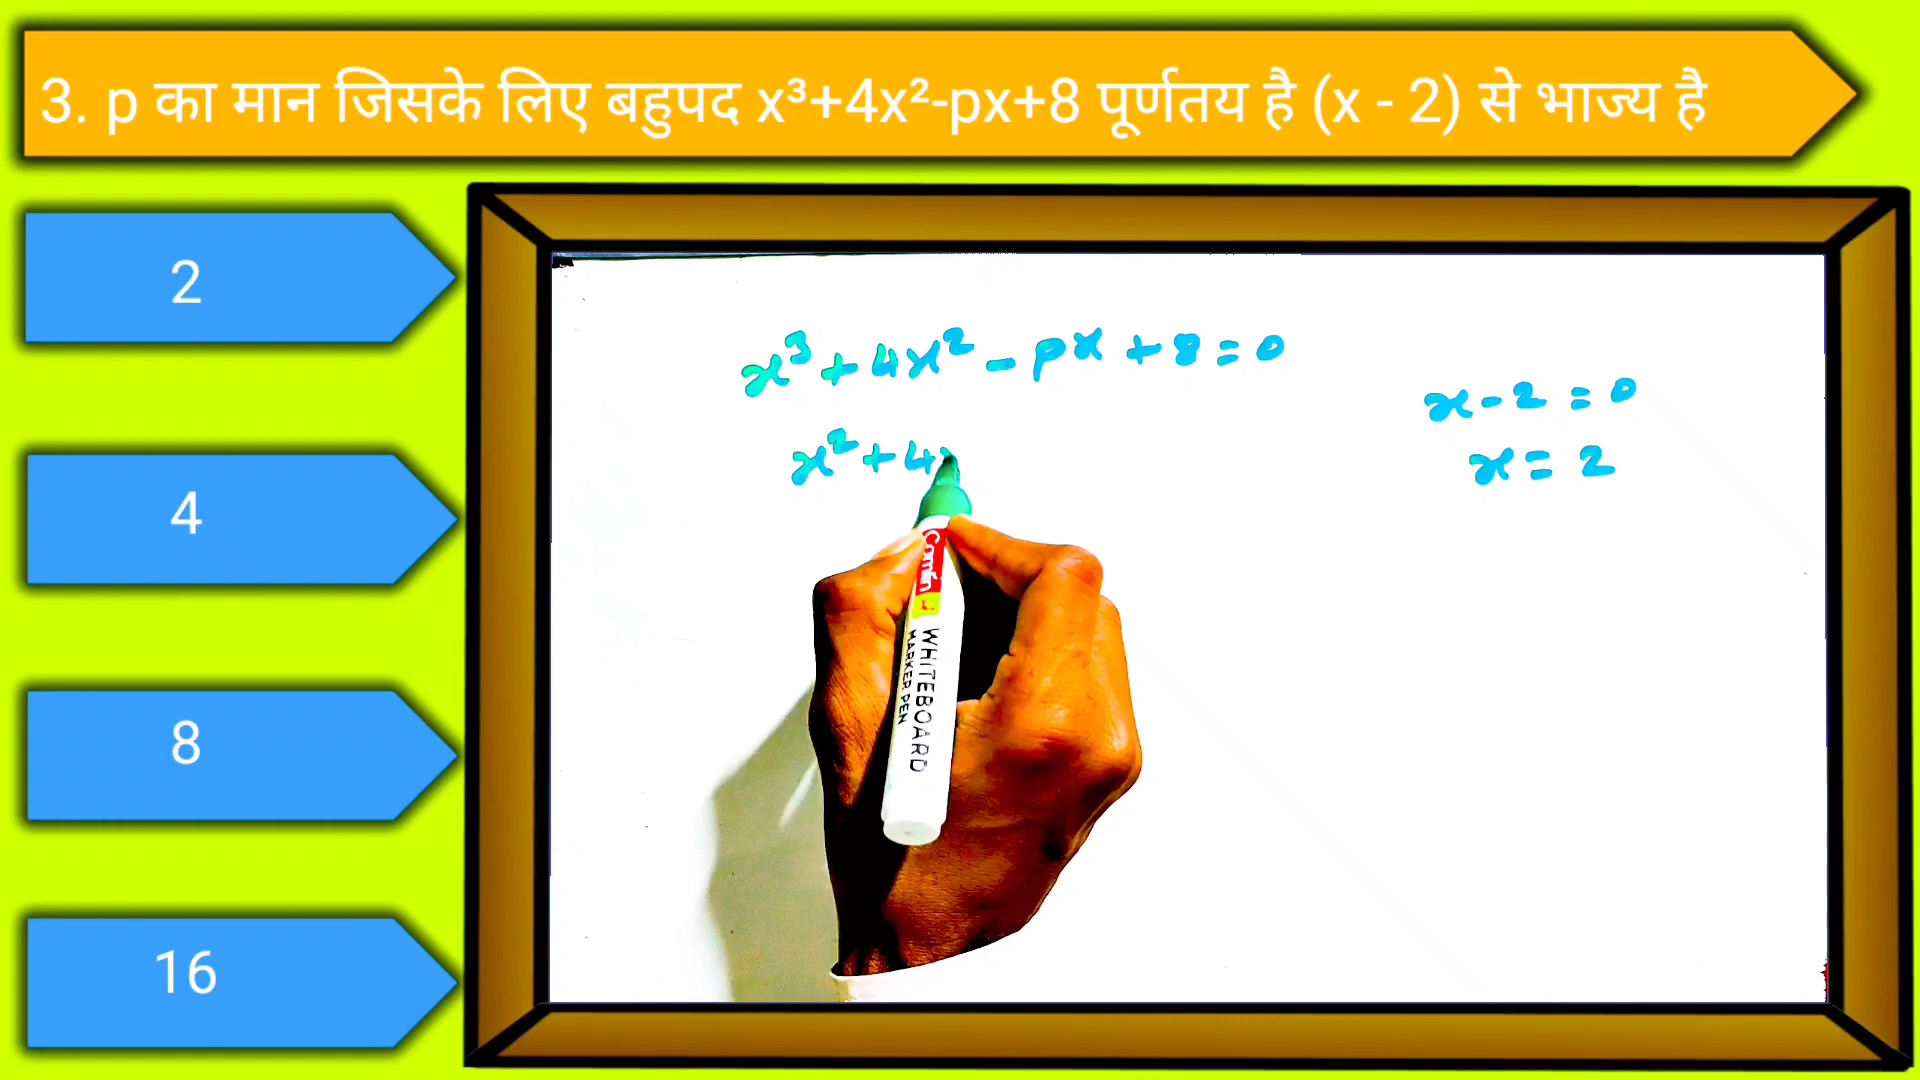 3. p का मान जिसके लिए बहुपद x³+4x²-px+8 पूर्णतय है (x - 2) से भाज्य है
2
4
8
16
x³+4x²-px+8=0
x-2=0
x²+4x
x=2
Camlin
WHITEBOARD
MARKER PEN